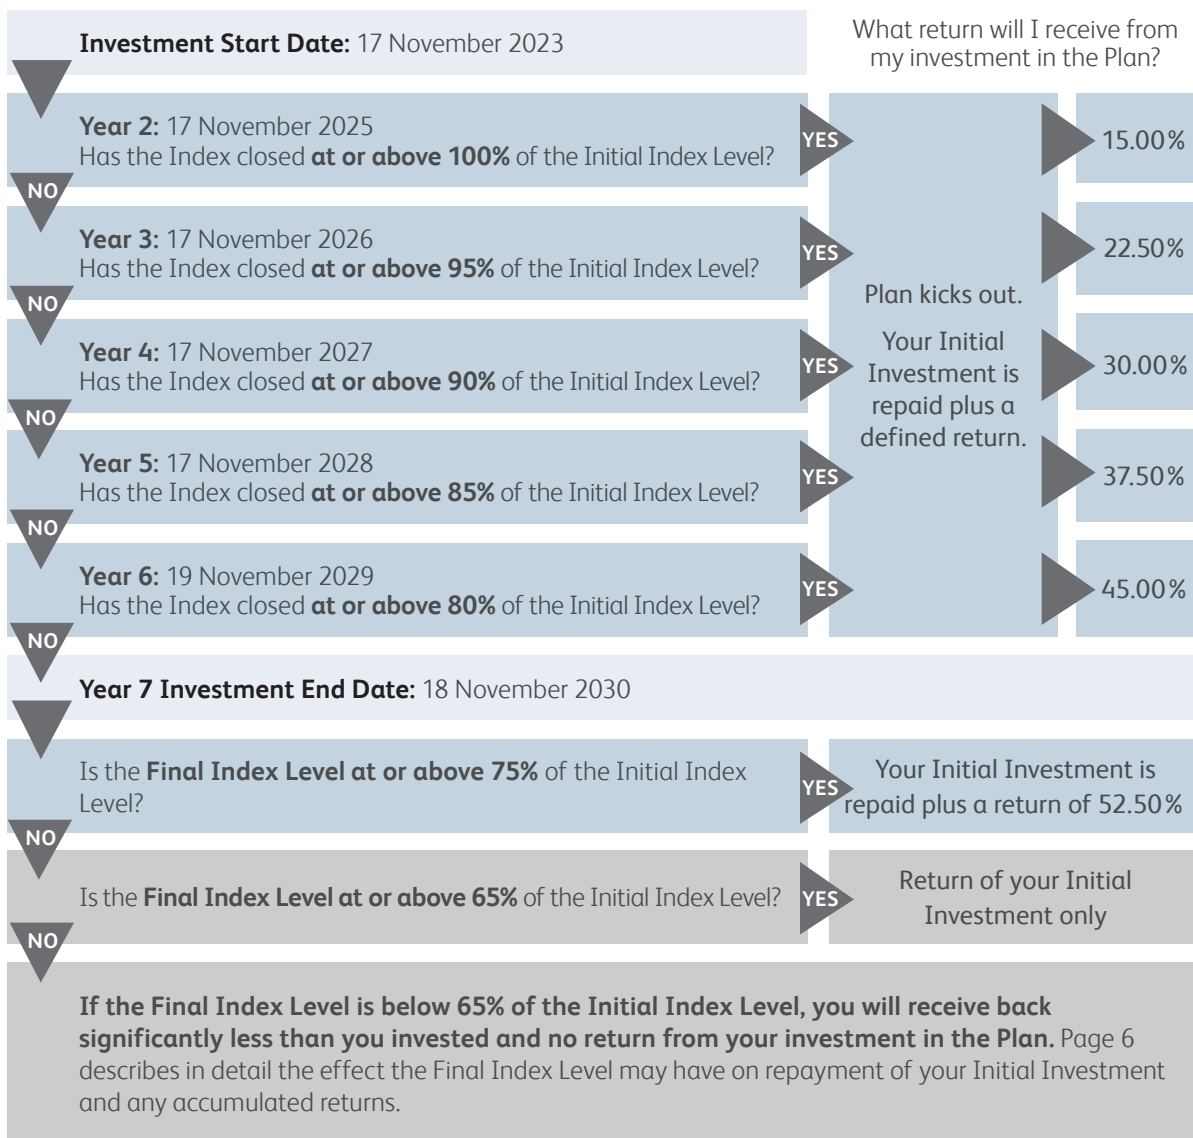 Investment Start Date: 17 November 2023
What return will I receive from
my investment in the Plan?
Year 2: 17 November 2025
Has the Index closed at or above 100% of the Initial Index Level?
YES
15.00%
NO
Year 3: 17 November 2026
Has the Index closed at or above 95% of the Initial Index Level?
YES
22.50%
NO
Year 4: 17 November 2027
Has the Index closed at or above 90% of the Initial Index Level?
YES
30.00%
NO
Year 5: 17 November 2028
Has the Index closed at or above 85% of the Initial Index Level?
YES
37.50%
NO
Year 6: 19 November 2029
Has the Index closed at or above 80% of the Initial Index Level?
YES
45.00%
NO
Plan kicks out.
Your Initial
Investment is
repaid plus a
defined return.
Year 7 Investment End Date: 18 November 2030
Is the Final Index Level at or above 75% of the Initial Index
Level?
YES
Your Initial Investment is
repaid plus a return of 52.50%
NO
Is the Final Index Level at or above 65% of the Initial Index Level?
YES
Return of your Initial
Investment only
NO
If the Final Index Level is below 65% of the Initial Index Level, you will receive back
significantly less than you invested and no return from your investment in the Plan. Page 6
describes in detail the effect the Final Index Level may have on repayment of your Initial Investment
and any accumulated returns.